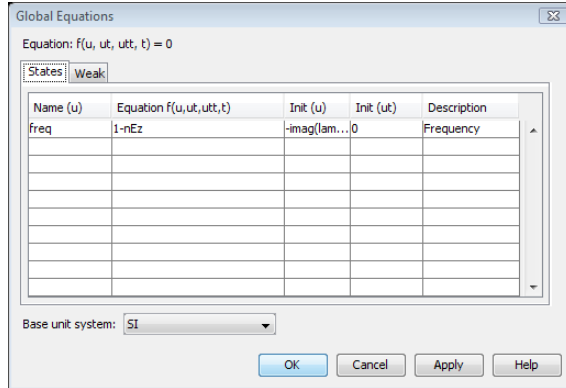 Global Equations
Equation: f(u, ut, utt, t) = 0
States Weak
Name (u) Equation f(u,ut,utt,t) Init (u) Init (ut) Description
freq 1-nEz -imag(lam... 0 Frequency
Base unit system: SI
OK Cancel Apply Help